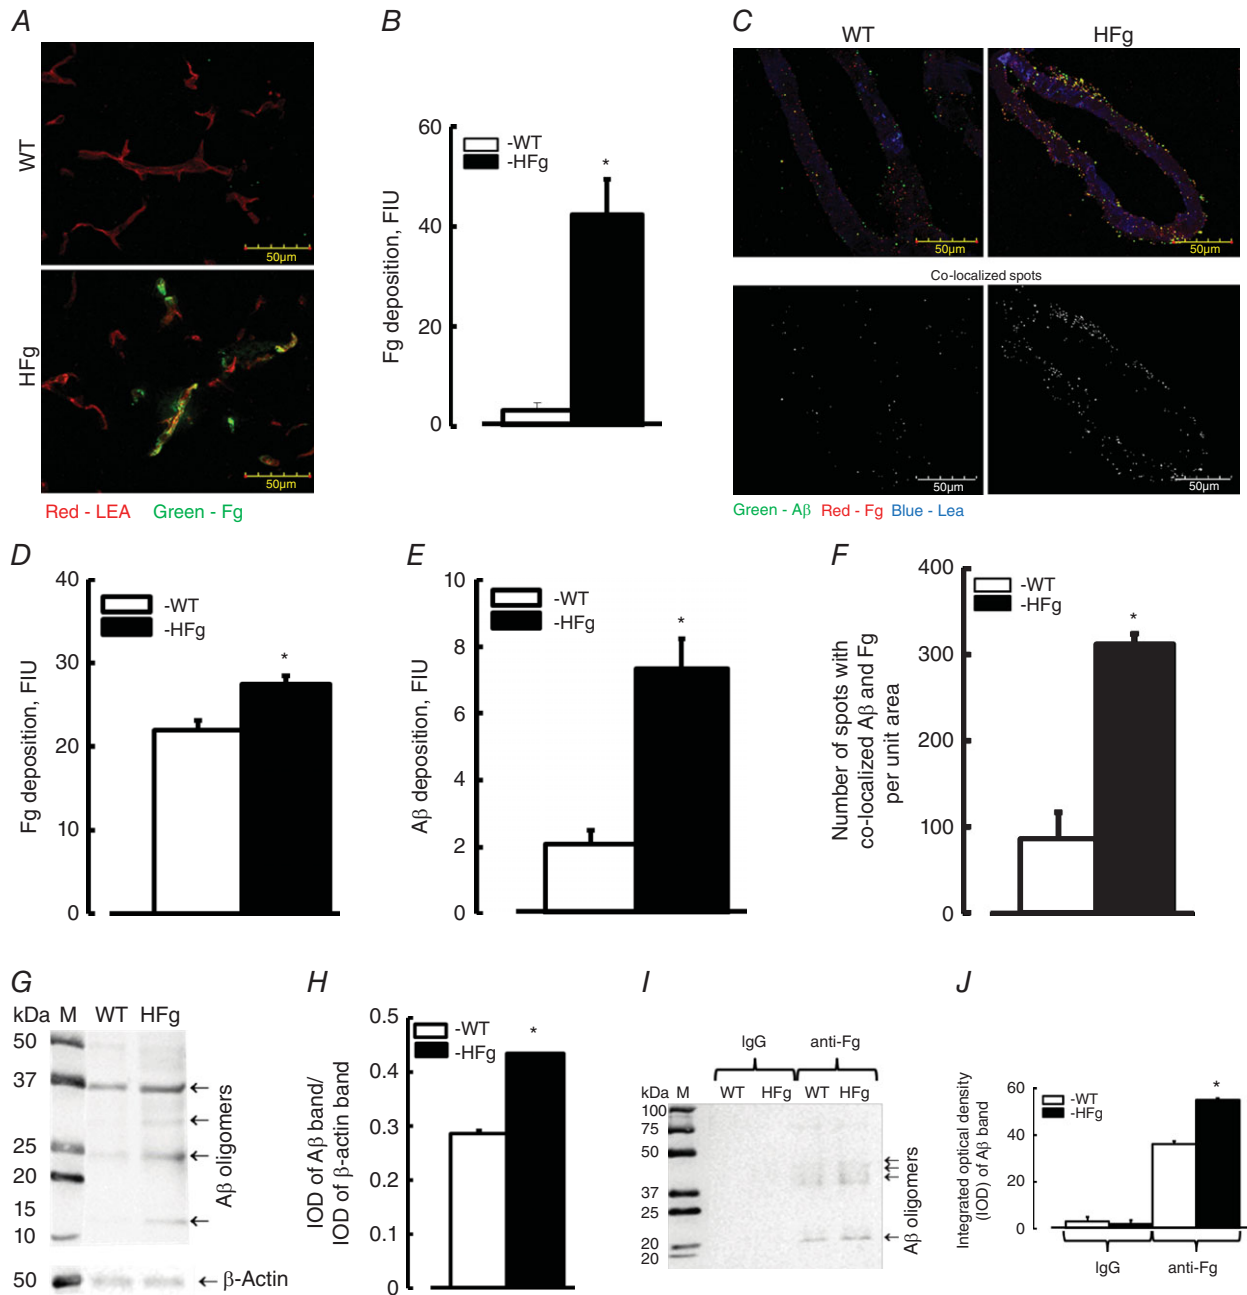 A
WT
50μm
HFg
50μm
Red - LEA Green - Fg
B
Fg deposition, FIU
60
40
20
0
-WT
-HFg
*
C
WT HFg
50μm 50μm
Co-localized spots
50μm 50μm
Green - Aβ Red - Fg Blue - Lea
D
Fg deposition, FIU
40
30
20
10
0
-WT
-HFg
*
E
Aβ deposition, FIU
10
8
6
4
2
0
-WT
-HFg
*
F
Number of spots with
co-localized Aβ and Fg
per unit area
400
300
200
100
0
-WT
-HFg
*
G
kDa M WT HFg
50
37
25
20
15
10
50
← Aβ oligomers
←
←
←
← β-Actin
H
IOD of Aβ band/
IOD of β-actin band
0.5
0.4
0.3
0.2
0.1
0
-WT
-HFg
*
I
IgG anti-Fg
kDa M WT HFg WT HFg
100
75
50
37
25
20
20
Aβ oligomers
←
←
←
←
J
Integrated optical density
(IOD) of Aβ band
60
40
20
0
-WT
-HFg
*
IgG anti-Fg